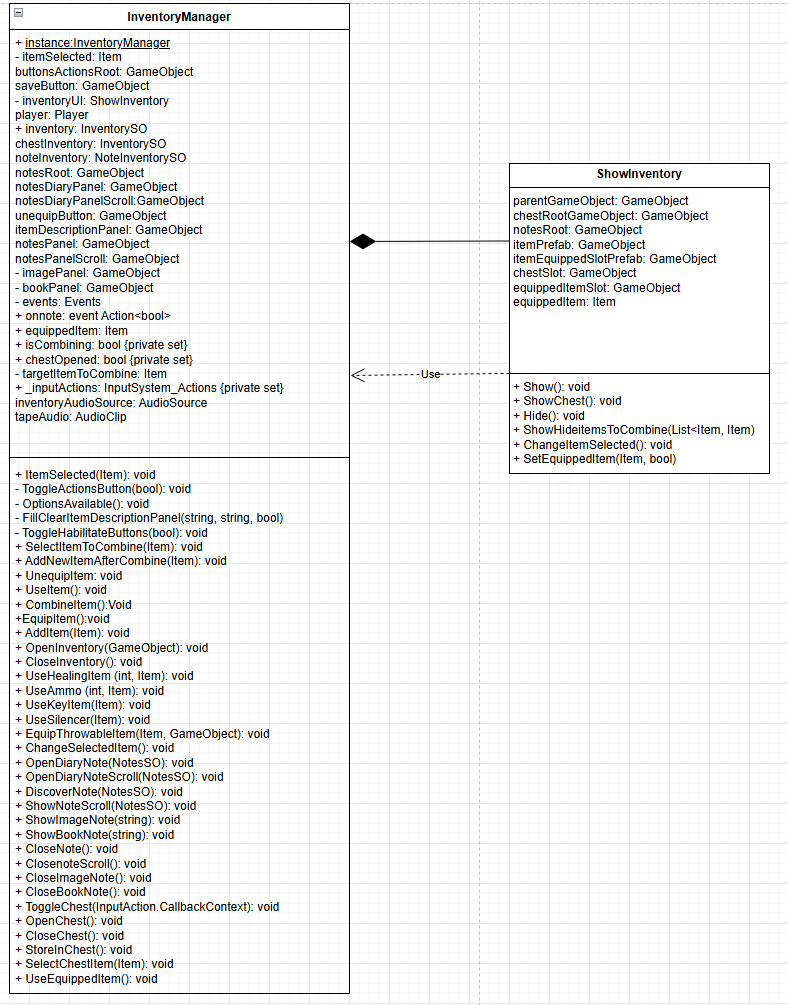 InventoryManager
+ instance:InventoryManager
- itemSelected: Item
buttonsActionsRoot: GameObject
saveButton: GameObject
- inventoryUI: ShowInventory
player: Player
+ inventory: InventorySO
chestInventory: InventorySO
noteInventory: NoteInventorySO
notesRoot: GameObject
notesDiaryPanel: GameObject
notesDiaryPanelScroll:GameObject
unequipButton: GameObject
itemDescriptionPanel: GameObject
notesPanel: GameObject
notesPanelScroll: GameObject
- imagePanel: GameObject
- bookPanel: GameObject
- events: Events
+ onnote: event Action<bool>
+ equippedItem: Item
+ isCombining: bool {private set}
+ chestOpened: bool {private set}
- targetItemToCombine: Item
+ _inputActions: InputSystem_Actions {private set}
inventoryAudioSource: AudioSource
tapeAudio: AudioClip
+ ItemSelected(Item): void
- ToggleActionsButton(bool): void
- OptionsAvailable(): void
- FillClearItemDescriptionPanel(string, string, bool)
- ToggleHabilitateButtons(bool): void
+ SelectItemToCombine(Item): void
+ AddNewItemAfterCombine(Item): void
+ UnequipItem: void
+ UseItem(): void
+ CombineItem():Void
+EquipItem():void
+ AddItem(Item): void
+ OpenInventory(GameObject): void
+ CloseInventory(): void
+ UseHealingItem (int, Item): void
+ UseAmmo (int, Item): void
+ UseKeyItem(Item): void
+ UseSilencer(Item): void
+ EquipThrowableItem(Item, GameObject): void
+ ChangeSelectedItem(): void
+ OpenDiaryNote(NotesSO): void
+ OpenDiaryNoteScroll(NotesSO): void
+ DiscoverNote(NotesSO): void
+ ShowNoteScroll(NotesSO): void
+ ShowImageNote(string): void
+ ShowBookNote(string): void
+ CloseNote(): void
+ ClosenoteScroll(): void
+ CloseImageNote(): void
+ CloseBookNote(): void
+ ToggleChest(InputAction.CallbackContext): void
+ OpenChest(): void
+ CloseChest(): void
+ StoreInChest(): void
+ SelectChestItem(Item): void
+ UseEquippedItem(): void
Use
ShowInventory
parentGameObject: GameObject
chestRootGameObject: GameObject
notesRoot: GameObject
itemPrefab: GameObject
itemEquippedSlotPrefab: GameObject
chestSlot: GameObject
equippedItemSlot: GameObject
equippedItem: Item
+ Show(): void
+ ShowChest(): void
+ Hide(): void
+ ShowHideitemsToCombine(List<Item, Item)
+ ChangeItemSelected(): void
+ SetEquippedItem(Item, bool)